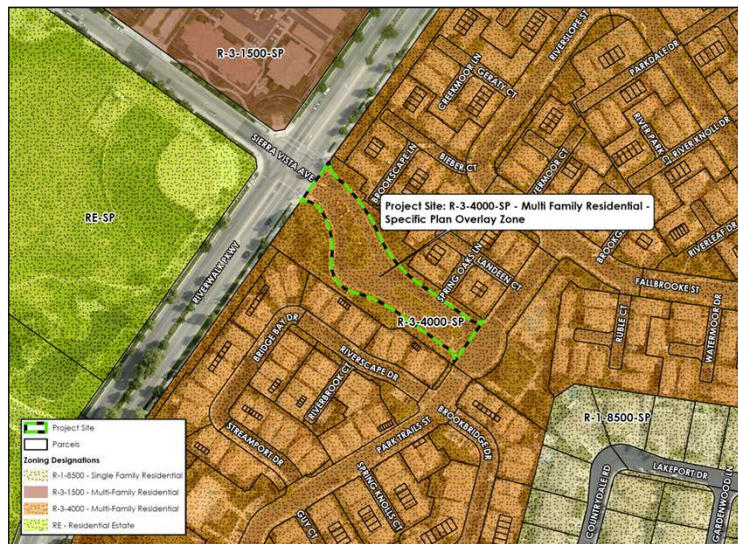 R-3-1500-SP
SIERRA VISTA AVE
RE-SP
RIVERWALK PKWY
CREEKMOOR LN
GERATY CT
RIVERSLOPE ST
PARKDALE DR
RIVER PARK CT
RIVER KNOLL DR
BROOKSCAPE LN
BIEBER CT
Project Site: R-3-4000-SP - Multi Family Residential -
Specific Plan Overlay Zone
RIVERLEAF DR
SPRING OAKS LN
LANDEEN CT
FALLBROOKE ST
R-3-4000-SP
RUBLE CT
WATERMOOR DR
BRIDGE BAY DR
RIVERSCAPE DR
RIVERBROOK CT
STREAMPORT DR
PARK TRAILS ST
BROOKBRIDGE DR
SPRING KNOLLS CT
GUY CT
R-1-8500-SP
LAKEPORT DR
COUNTRYDALE RD
GARDENWOOD LN
Project Site
Parcels
Zoning Designations
R-1-8500 - Single Family Residential
R-3-1500 - Multi-Family Residential
R-3-4000 - Multi-Family Residential
RE - Residential Estate